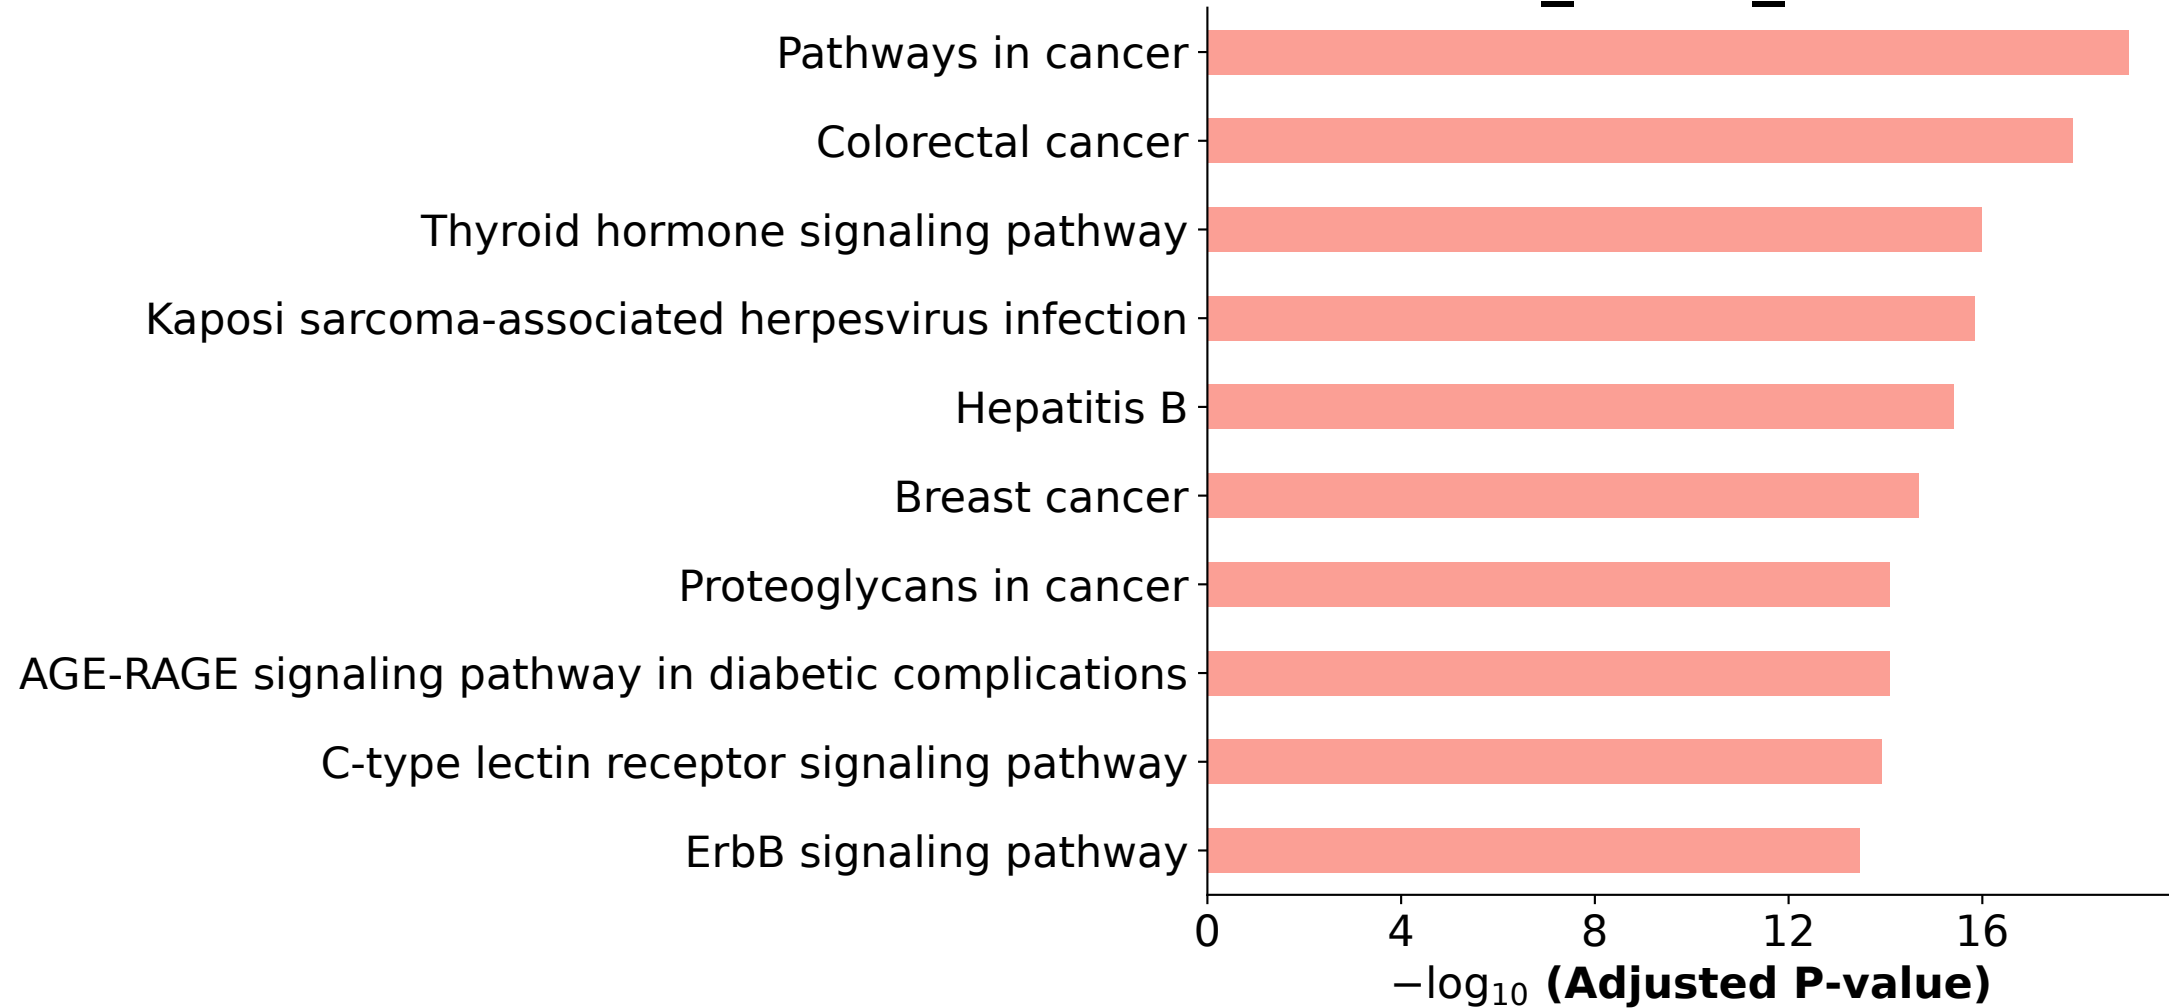 Pathways in cancer
Colorectal cancer
Thyroid hormone signaling pathway
Kaposi sarcoma-associated herpesvirus infection
Hepatitis B
Breast cancer
Proteoglycans in cancer
AGE-RAGE signaling pathway in diabetic complications
C-type lectin receptor signaling pathway
ErbB signaling pathway
0 4 8 12 16
−log₁₀ (Adjusted P-value)